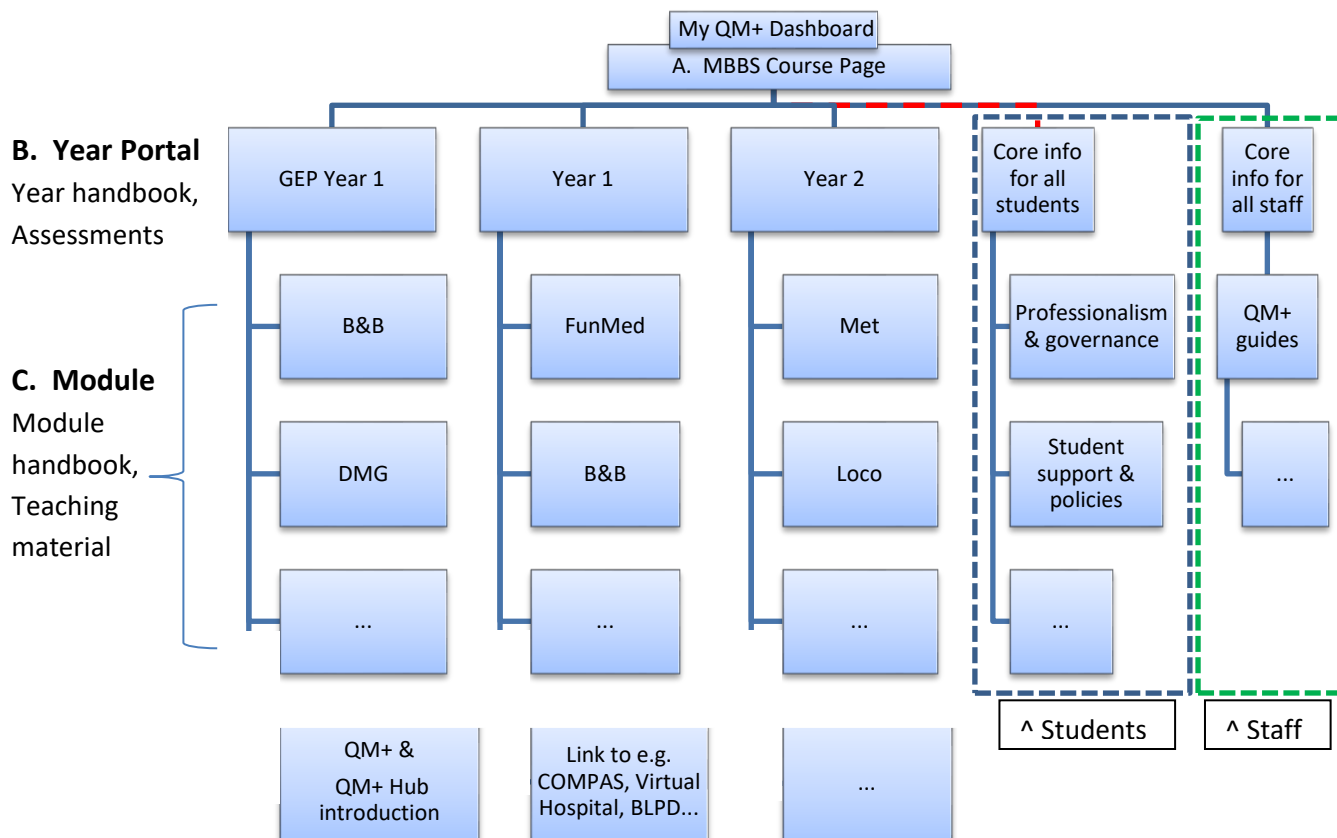 My QM+ Dashboard
A. MBBS Course Page
B. Year Portal
Year handbook,
Assessments
GEP Year 1
Year 1
Year 2
Core info
for all
students
Core
info for
all staff
C. Module
Module
handbook,
Teaching
material
B&B
FunMed
Met
Professionalism
& governance
QM+
guides
DMG
B&B
Loco
Student
support &
policies
...
...
...
...
...
^ Students
^ Staff
QM+ &
QM+ Hub
introduction
Link to e.g.
COMPAS, Virtual
Hospital, BLPD...
...